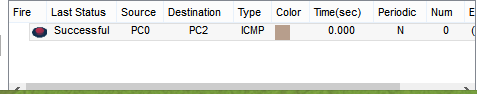 Fire Last Status Source Destination Type Color Time(sec) Periodic Num E
Successful PC0 PC2 ICMP 0.000 N 0 (